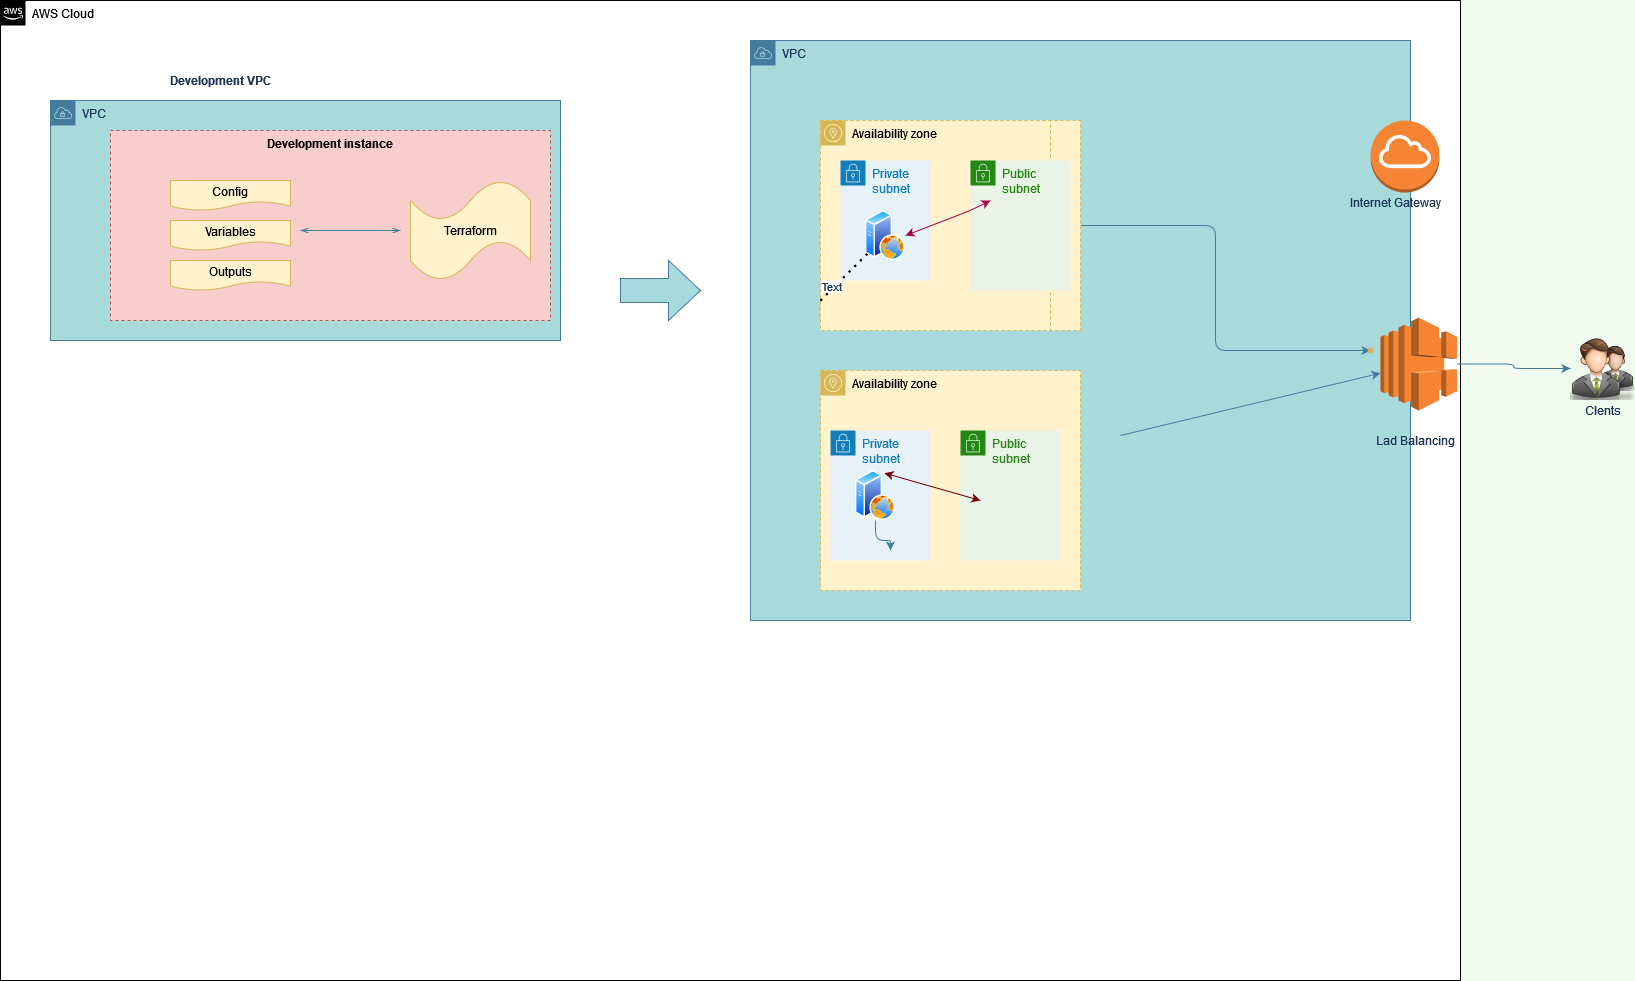 aws
AWS Cloud
Development VPC
VPC
Development instance
Config
Variables
Outputs
Terraform
VPC
Availability zone
Private
subnet
Public
subnet
Text
Internet Gateway
Availability zone
Private
subnet
Public
subnet
Lad Balancing
Clents